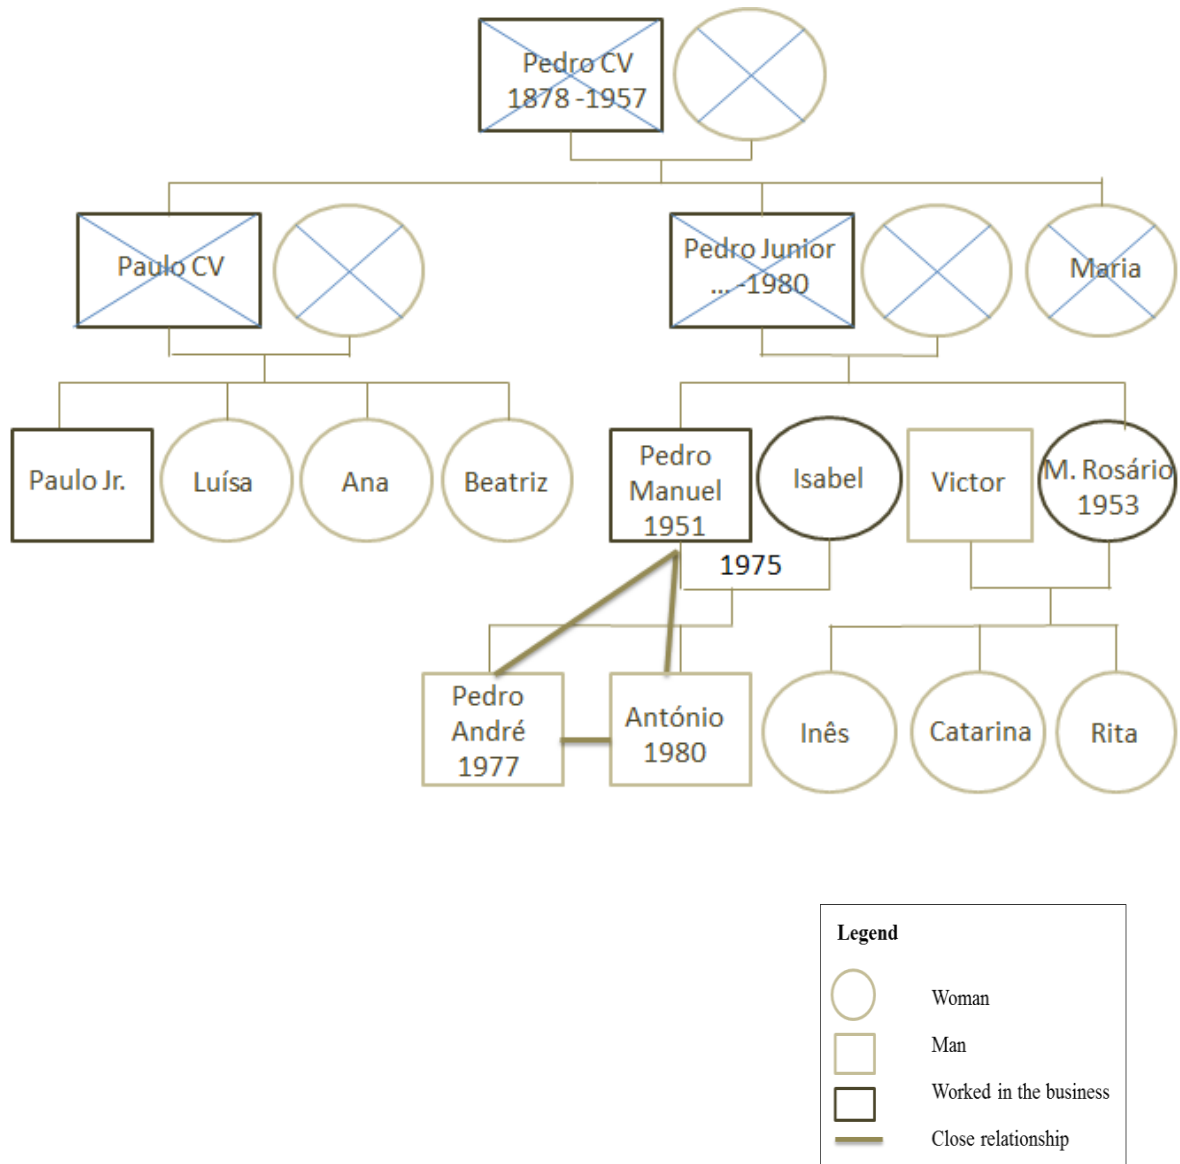 Pedro CV
1878 -1957
Paulo CV
Pedro Junior
... -1980
Maria
Paulo Jr.
Luísa
Ana
Beatriz
Pedro
Manuel
1951
Isabel
Victor
M. Rosário
1953
1975
Pedro
André
1977
António
1980
Inês
Catarina
Rita
Legend
Woman
Man
Worked in the business
Close relationship